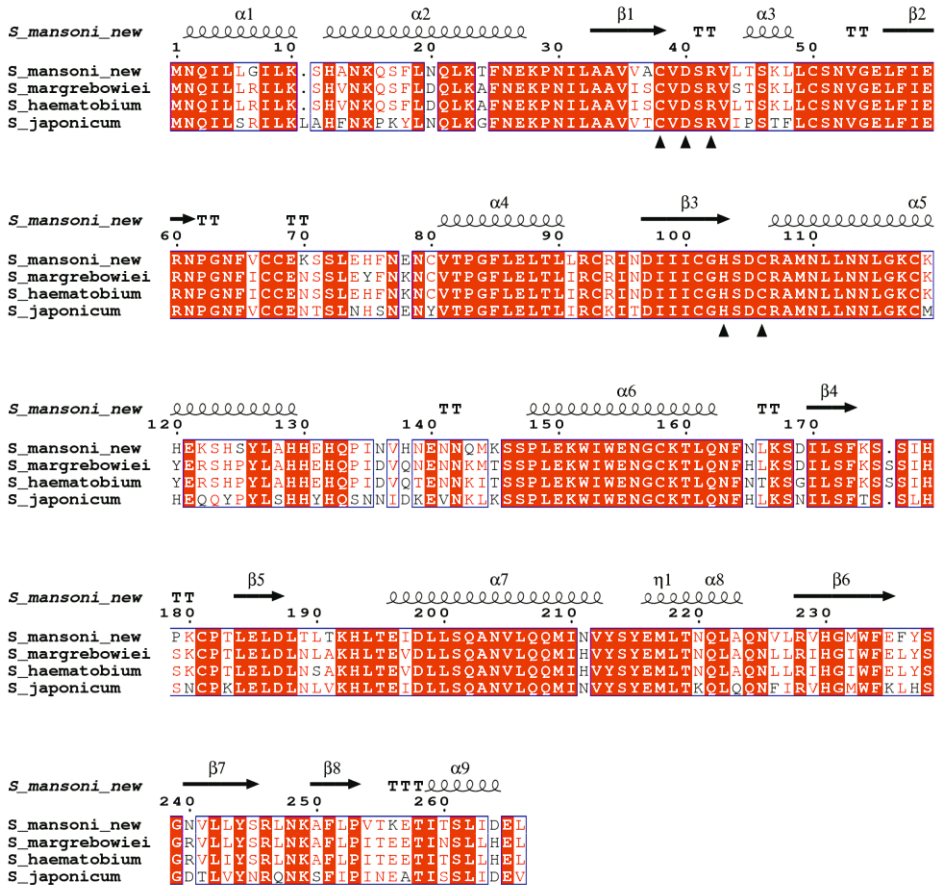 α1 α2 β1 α3 β2
S_mansoni_new TT TT
1 10 20 30 40 50
S_mansoni_new MNQILLGILK.SHANKQSFLNQLKTFNEKPNILAAVVACVDSRVLTSKLLCSNVGELFIE
S_margrebowiei MNQILLRILK.SHVNKQSFLDQLKAFNEKPNILAAVISCVDSRVSTSKLLCSNVGELFIE
S_haematobium MNQILLRILK.SHVNKQSFLDQLKAFNEKPNILAAVISCVDSRVLTSKLLCSNVGELFIE
S_japonicum MNQILSRILKLAHFNKPKYLNQLKGFNEKPNILAAVVTCVDSRVIPSTFLCSNVGELFIE
α4 β3 α5
S_mansoni_new TT TT
60 70 80 90 100 110
S_mansoni_new RNPGNFVCCEKSSLEHFNENCVTPGFLELTLLRCRINDIIICGHSDCRAMNLLNNLGKCK
S_margrebowiei RNPGNFICCENSSLEYFNKNCVTPGFLELTLIRCRINDIIICGHSDCRAMNLLNNLGKCK
S_haematobium RNPGNFICCENSSLEHFNKNCVTPGFLELTLIRCRINDIIICGHSDCRAMNLLNNLGKCK
S_japonicum RNPGNFVCCENTSLNHSNENYVTPGFLELTLIRCKITDIIICGHSDCRAMNLLNNLGKCM
α6 β4
S_mansoni_new TT TT
120 130 140 150 160 170
S_mansoni_new HEKSHSYLAHHEHQPINVHNENNQMKSSPLEKWIWENGCKTLQNFNLKSDILSFKS.SIH
S_margrebowiei YERSHPYLAHHEHQPIDVQNENNKMTSSPLEKWIWENGCKTLQNFNLKSGILSFKSSSIH
S_haematobium YERSHPYLAHHEHQPIDVQTENNKITSSPLEKWIWENGCKTLQNFNTKSGILSFKSSSIH
S_japonicum HEQQYPYLSHHYHQSNNIDKEVNKLKSSPLEKWIWENGCKTLQNFHLKSNILSFTS.SLH
β5 α7 η1 α8 β6
S_mansoni_new TT
180 190 200 210 220 230
S_mansoni_new PKCPTLELDLTLTKHLTEIDLLSQANVLQQMINVYSYEMLTNQLAQNVLRVHGMWFEFYS
S_margrebowiei SKCPTLELDLNLAKHLTEVDLLSQANVLQQMIHVYSYEMLTNQLAQNLLRIHGIWFELYS
S_haematobium SKCPTLELDLNSAKHLTEVDLLSQANVLQQMIHVYSYEMLTNQLAQNLLRIHGIWFELYS
S_japonicum SNCPKLELDLNLVKHLTEIDLLSQANVLQQMINVYSYEMLTKQLQQNFIRVHGMWFKLHS
β7 β8 α9
S_mansoni_new TTT
240 250 260
S_mansoni_new GNVLLYSRLNKAFLPVTKETITSLIDEL
S_margrebowiei GRVLLYSRLNKAFLPITEETINSLLHEL
S_haematobium GRVLIYSRLNKAFLPITEETITSLLHEL
S_japonicum GDTLVYNRQNKSFIPINEATISSLIDEV